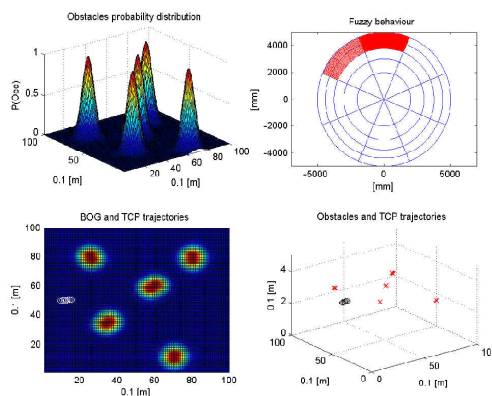 Obstacles probability distribution
1
0.5
0
P(Occ)
100
50
0.1 [m]
20 40 60 80 100
0.1 [m]
Fuzzy behaviour
4000
2000
0
-2000
-4000
[mm]
-5000 0 5000
[mm]
BOG and TCP trajectories
100
80
60
40
20
0.1 [m]
20 40 60 80 100
0.1 [m]
Obstacles and TCP trajectories
4
2
0
0.1 [m]
100
50
0
0.1 [m]
0
50
10
0.1 [m]